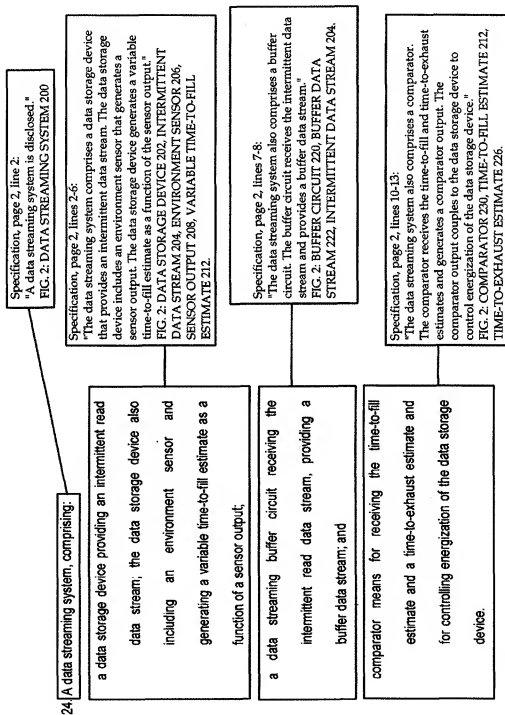 24. A data streaming system, comprising:
Specification, page 2, line 2:
"A data streaming system is disclosed."
FIG. 2: DATA STREAMING SYSTEM 200
a data storage device providing an intermittent read
data stream; the data storage device also
including an environment sensor and
generating a variable time-to-fill estimate as a
function of a sensor output;
Specification, page 2, lines 2-6:
"The data streaming system comprises a data storage device
that provides an intermittent data stream. The data storage
device includes an environment sensor that generates a
sensor output. The data storage device generates a variable
time-to-fill estimate as a function of the sensor output."
FIG. 2: DATA STORAGE DEVICE 202, INTERMITTENT
DATA STREAM 204, ENVIRONMENT SENSOR 206,
SENSOR OUTPUT 208, VARIABLE TIME-TO-FILL
ESTIMATE 212.
a data streaming buffer circuit receiving the
intermittent read data stream, providing a
buffer data stream; and
Specification, page 2, lines 7-8:
"The data streaming system also comprises a buffer
circuit. The buffer circuit receives the intermittent data
stream and provides a buffer data stream."
FIG. 2: BUFFER CIRCUIT 220, BUFFER DATA
STREAM 222, INTERMITTENT DATA STREAM 204.
comparator means for receiving the time-to-fill
estimate and a time-to-exhaust estimate and
for controlling energization of the data storage
device.
Specification, page 2, lines 10-13:
"The data streaming system also comprises a comparator.
The comparator receives the time-to-fill and time-to-exhaust
estimates and generates a comparator output. The
comparator output couples to the data storage device to
control energization of the data storage device."
FIG. 2: COMPARATOR 230, TIME-TO-FILL ESTIMATE 212,
TIME-TO-EXHAUST ESTIMATE 226.